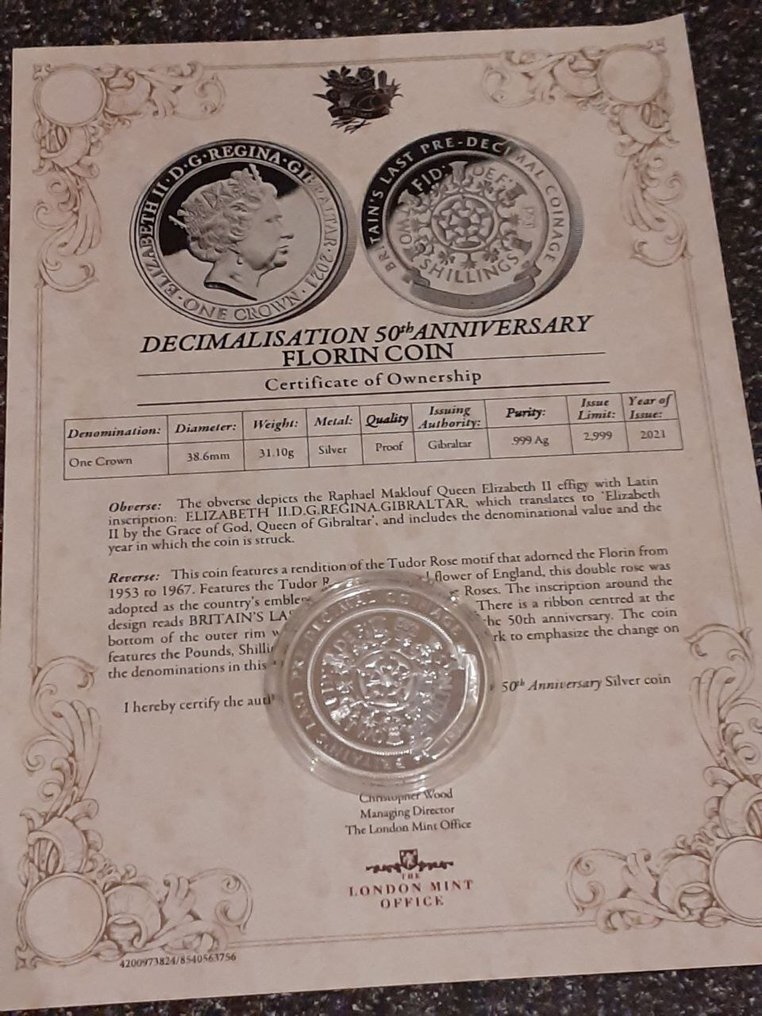 ELIZABETH II · D · G · REGINA · GIBRALTAR · 2021 ·
· ONE CROWN ·
BRITAIN'S LAST PRE-DECIMAL COINAGE
FID: DEF:
TWO SHILLINGS
DECIMALISATION 50th ANNIVERSARY
FLORIN COIN
Certificate of Ownership
Denomination: Diameter: Weight: Metal: Quality Issuing Authority: Purity: Issue Limit: Year of Issue:
One Crown 38.6mm 31.10g Silver Proof Gibraltar .999 Ag 2,999 2021
Obverse: The obverse depicts the Raphael Maklouf Queen Elizabeth II effigy with Latin
inscription: ELIZABETH II.D.G.REGINA.GIBRALTAR, which translates to 'Elizabeth
II by the Grace of God, Queen of Gibraltar', and includes the denominational value and the
year in which the coin is struck.
Reverse: This coin features a rendition of the Tudor Rose motif that adorned the Florin from
1953 to 1967. Features the Tudor flower of England, this double rose was
adopted as the country's Roses. The inscription around the
design reads BRITAIN'S There is a ribbon centred at the
bottom of the outer rim the 50th anniversary. The coin
features the Pounds, to emphasize the change on
the denominations in this
I hereby certify the 50th Anniversary Silver coin
BRITAIN'S LAST PRE-DECIMAL COINAGE
Christopher Wood
Managing Director
The London Mint Office
THE
LONDON MINT
OFFICE
4200973824/8540563756